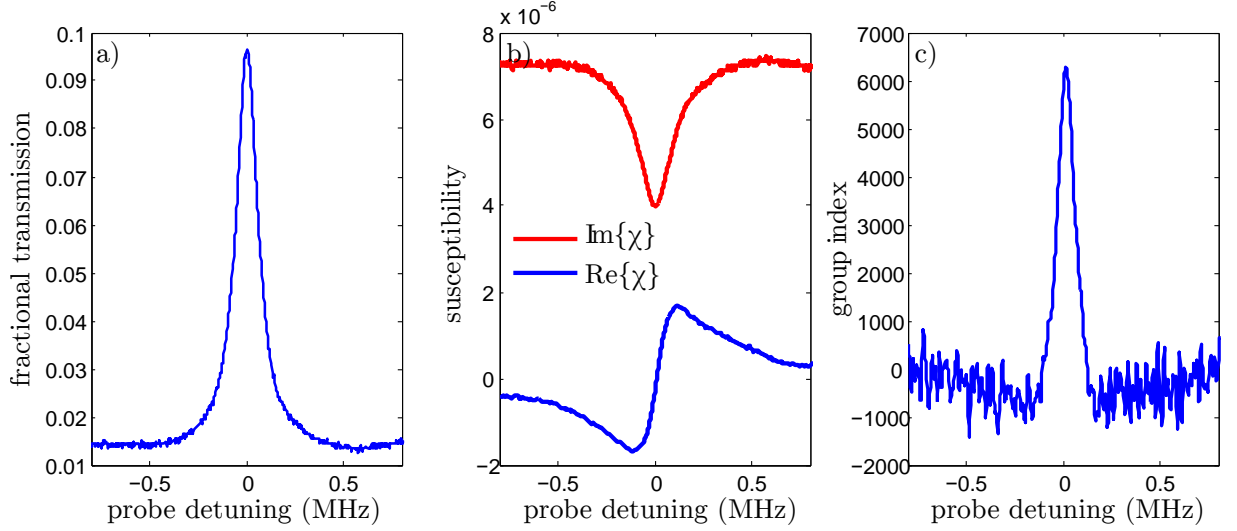 a)
0.1
0.09
0.08
0.07
0.06
0.05
0.04
0.03
0.02
0.01
−0.5 0 0.5
probe detuning (MHz)
fractional transmission
x 10⁻⁶
b)
8
6
4
2
0
−2
Im{χ}
Re{χ}
−0.5 0 0.5
probe detuning (MHz)
susceptibility
c)
7000
6000
5000
4000
3000
2000
1000
0
−1000
−2000
−0.5 0 0.5
probe detuning (MHz)
group index